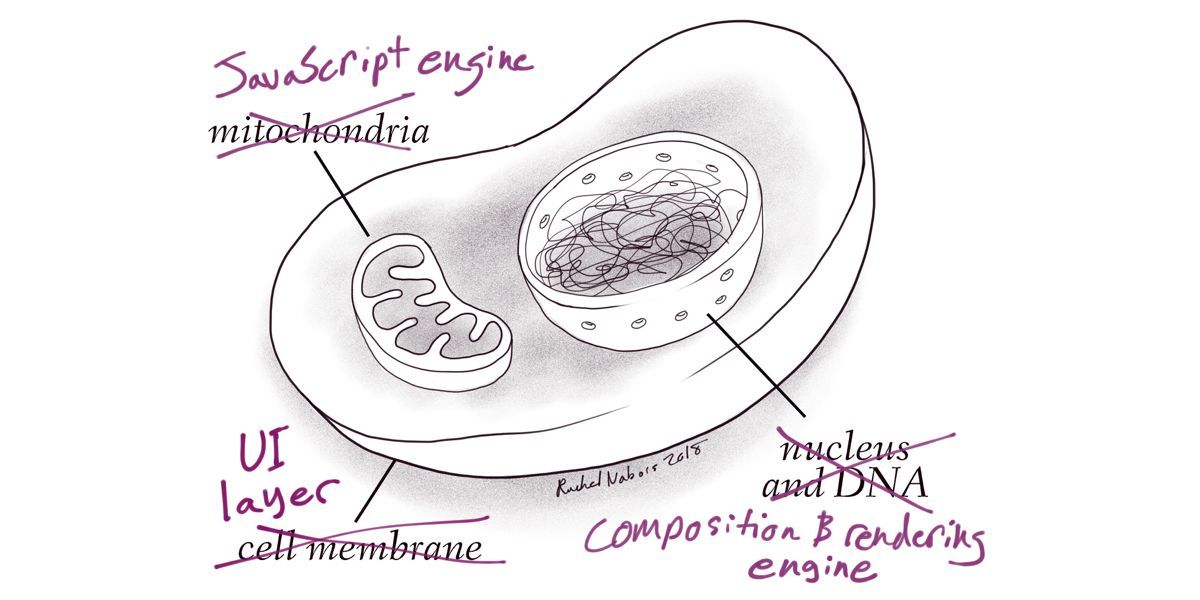 JavaScript engine
mitochondria
UI
layer
cell membrane
Rachel Nabors 2018
nucleus
and DNA
composition & rendering
engine